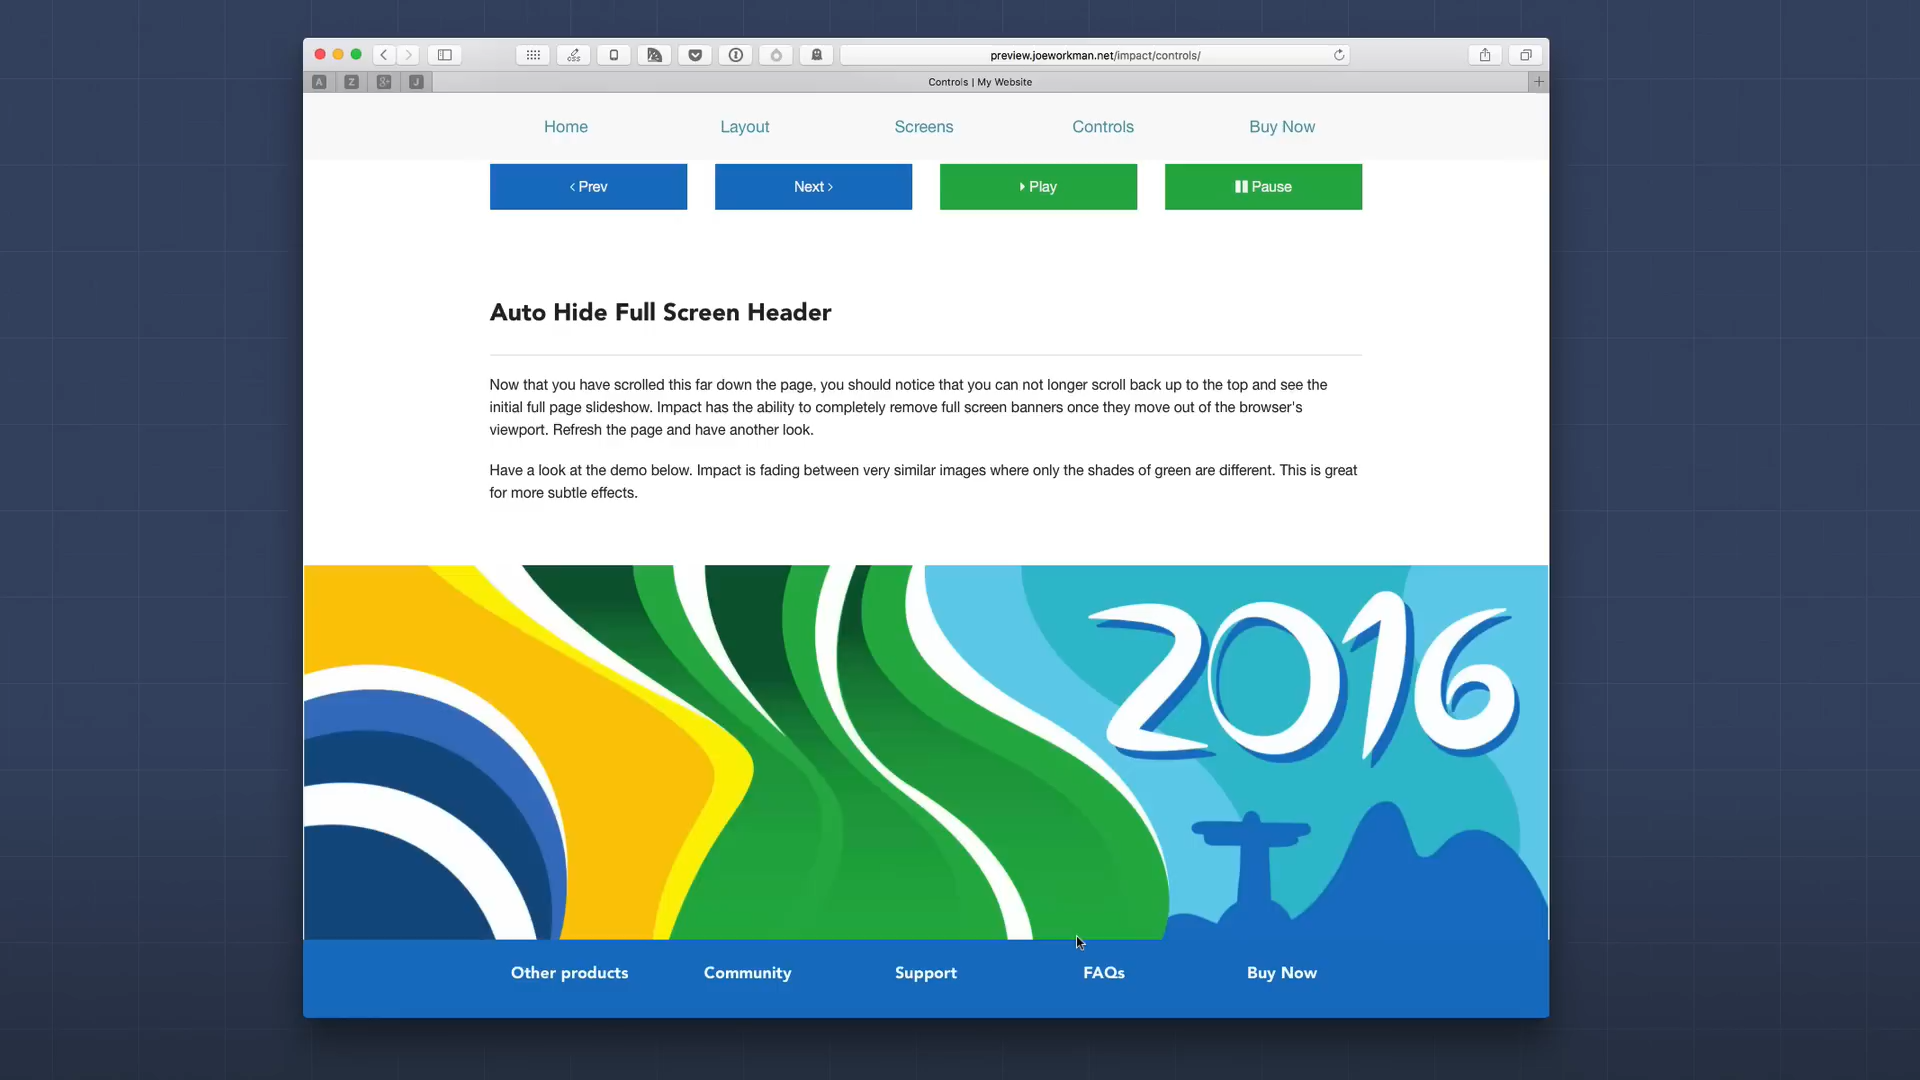 preview.joeworkman.net/impact/controls/
A Z g+ J Controls | My Website
Home Layout Screens Controls Buy Now
‹ Prev Next › Play Pause
Auto Hide Full Screen Header
Now that you have scrolled this far down the page, you should notice that you can not longer scroll back up to the top and see the
initial full page slideshow. Impact has the ability to completely remove full screen banners once they move out of the browser's
viewport. Refresh the page and have another look.
Have a look at the demo below. Impact is fading between very similar images where only the shades of green are different. This is great
for more subtle effects.
2016
Other products Community Support FAQs Buy Now